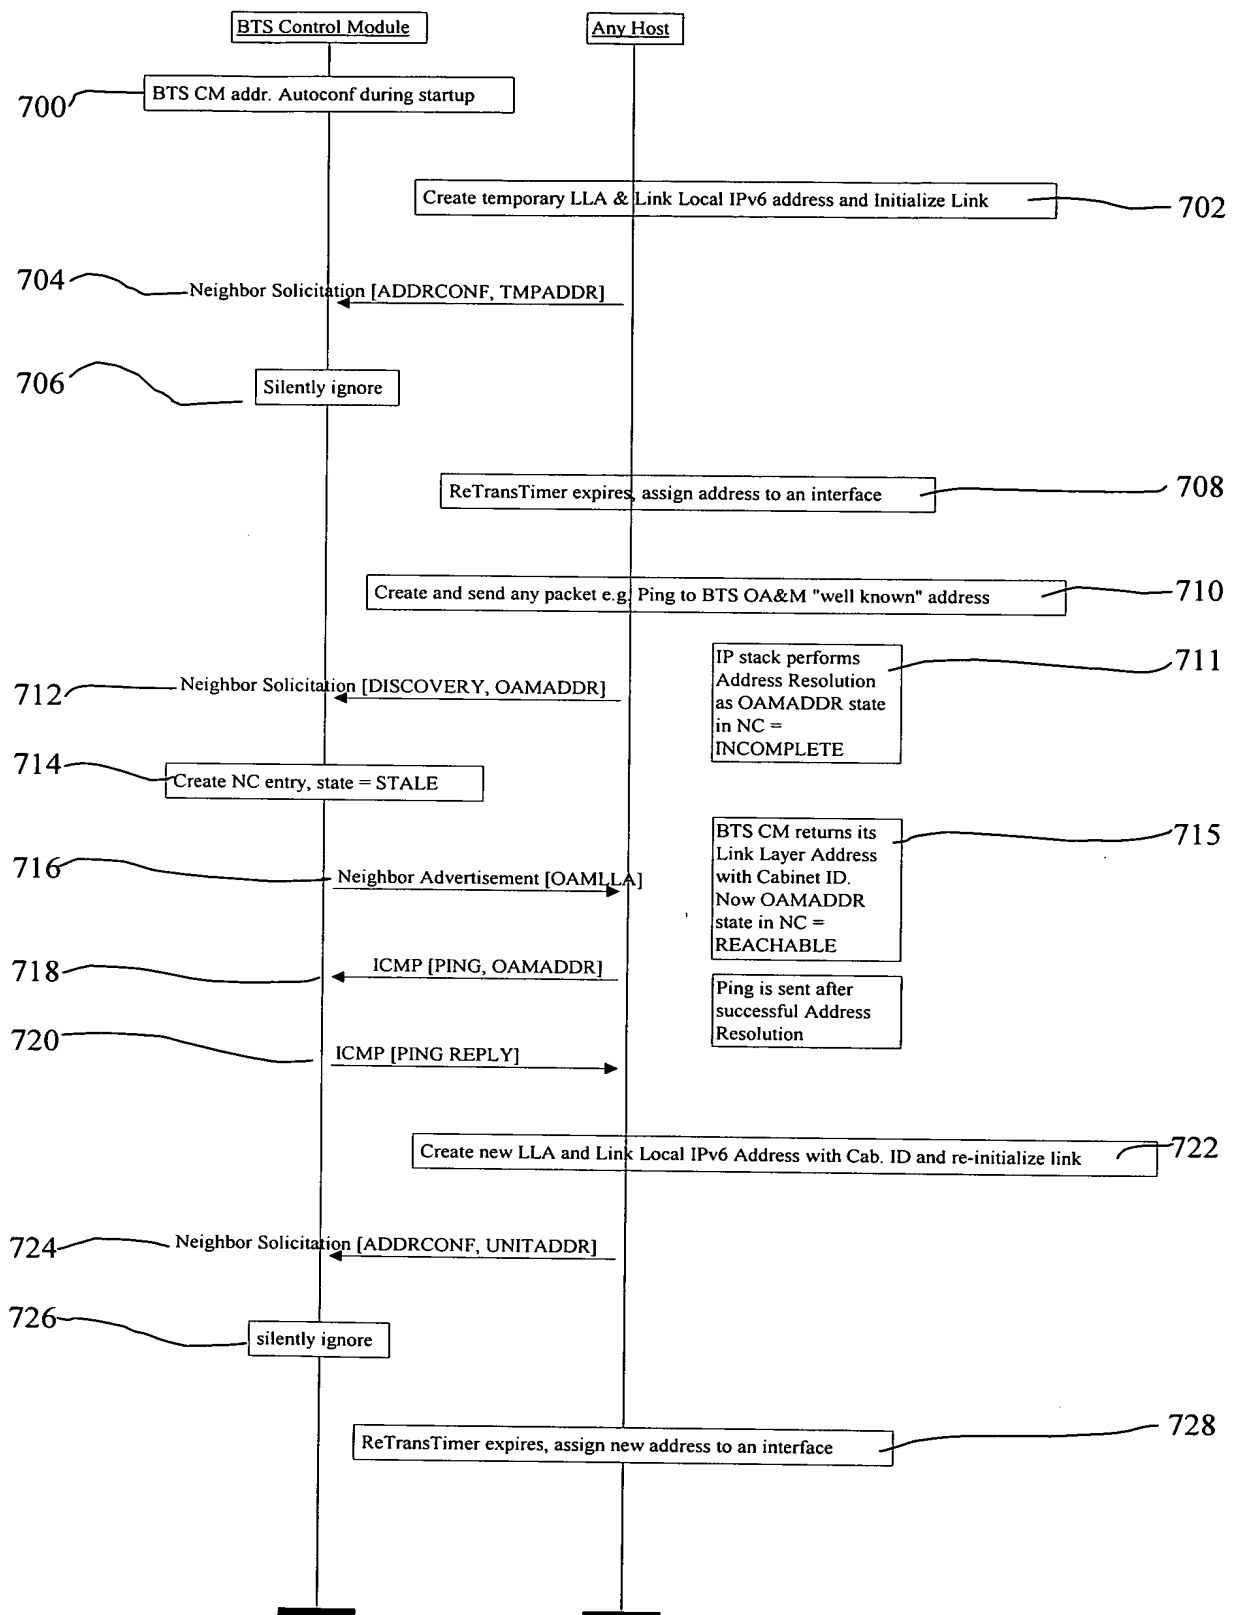 BTS Control Module
Any Host
700
BTS CM addr. Autoconf during startup
Create temporary LLA & Link Local IPv6 address and Initialize Link
702
704
Neighbor Solicitation [ADDRCONF, TMPADDR]
706
Silently ignore
ReTransTimer expires, assign address to an interface
708
Create and send any packet e.g. Ping to BTS OA&M "well known" address
710
IP stack performs
Address Resolution
as OAMADDR state
in NC =
INCOMPLETE
711
712
Neighbor Solicitation [DISCOVERY, OAMADDR]
714
Create NC entry, state = STALE
BTS CM returns its
Link Layer Address
with Cabinet ID.
Now OAMADDR
state in NC =
REACHABLE
715
716
Neighbor Advertisement [OAMLLA]
718
ICMP [PING, OAMADDR]
Ping is sent after
successful Address
Resolution
720
ICMP [PING REPLY]
Create new LLA and Link Local IPv6 Address with Cab. ID and re-initialize link
722
724
Neighbor Solicitation [ADDRCONF, UNITADDR]
726
silently ignore
ReTransTimer expires, assign new address to an interface
728